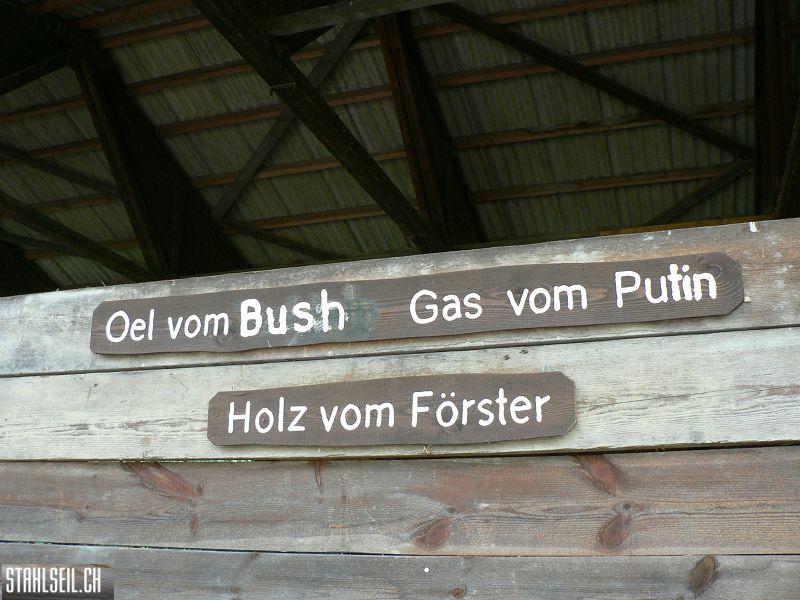 Oel vom Bush Gas vom Putin
Holz vom Förster
STAHLSEIL.CH